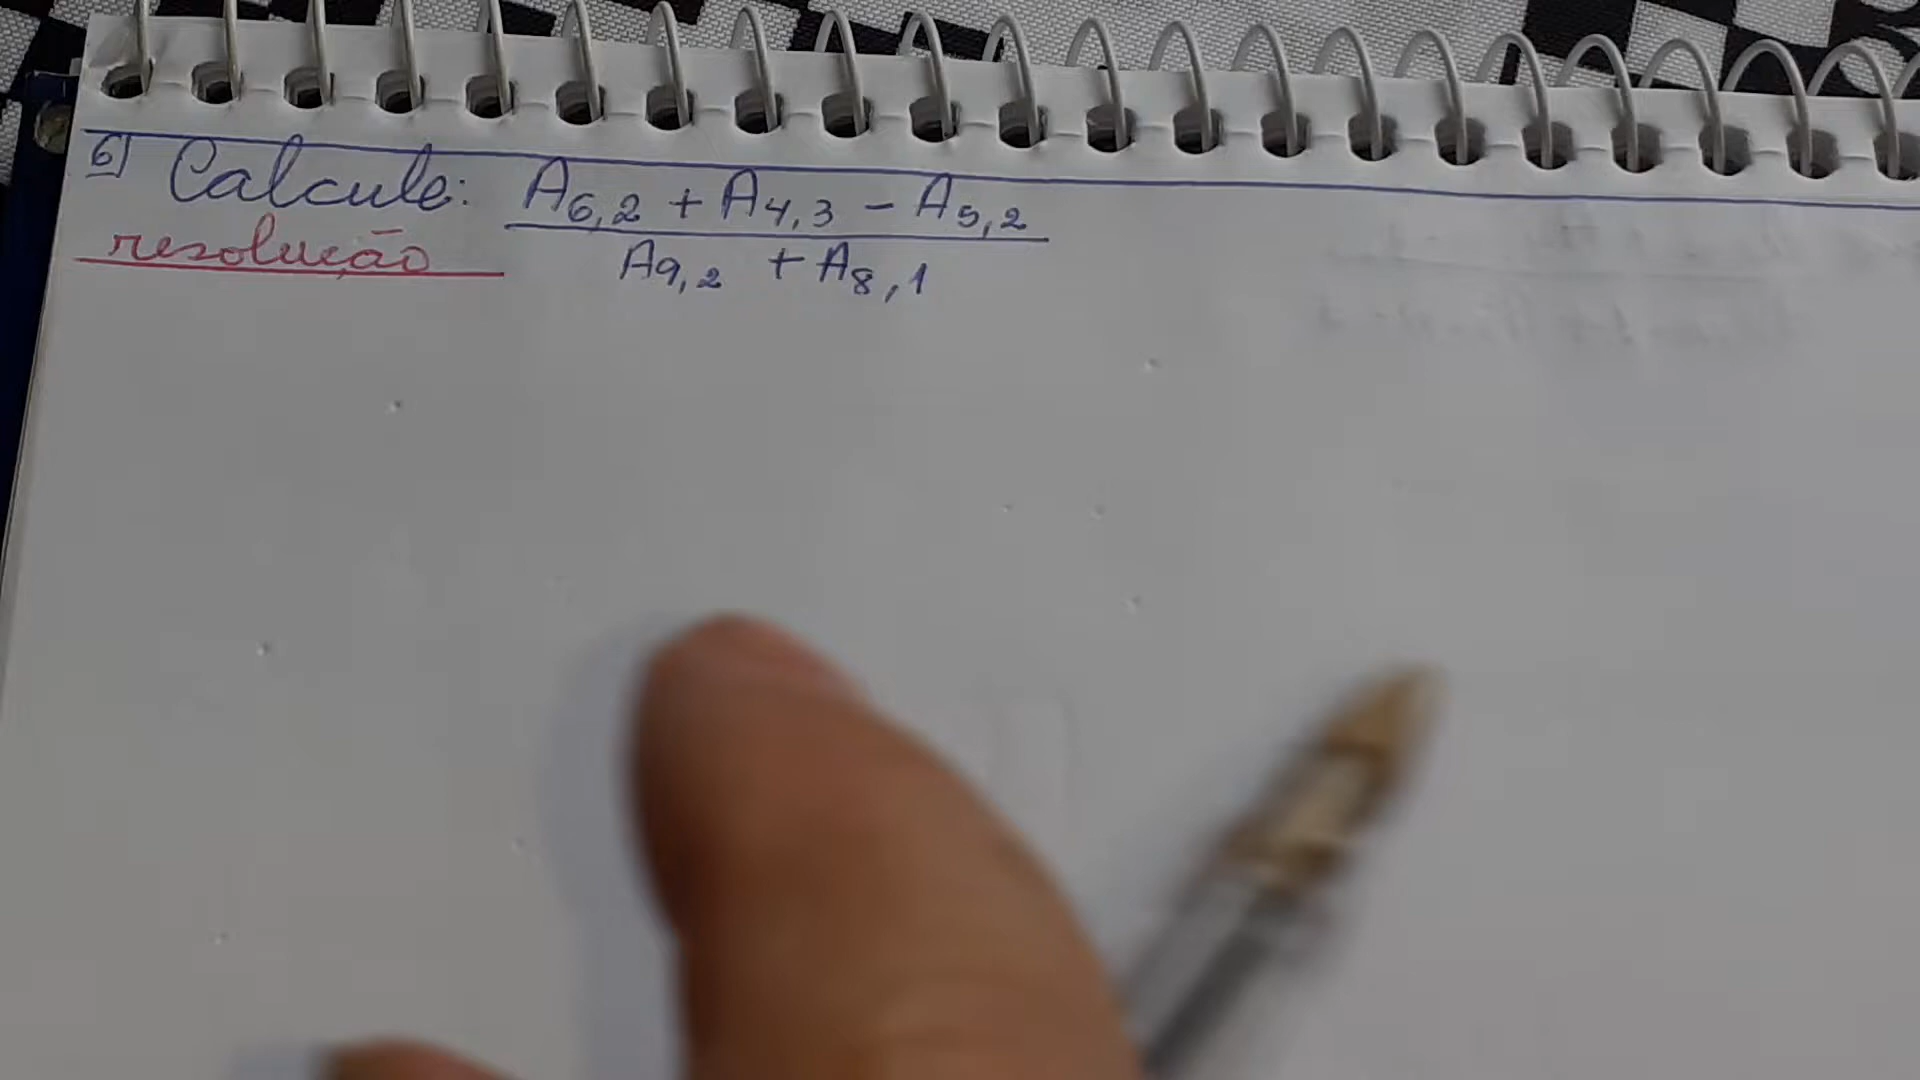 6) Calcule: A6,2 + A4,3 - A5,2
resolução A9,2 + A8,1